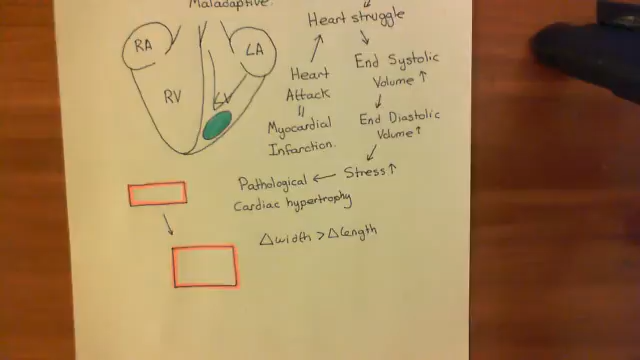 Maladaptive.
Heart struggle
RA
LA
RV
LV
End Systolic
Volume ↑
Heart
Attack
=
Myocardial
Infarction.
End Diastolic
Volume ↑
Stress ↑
Pathological
Cardiac hypertrophy
Δwidth > Δlength